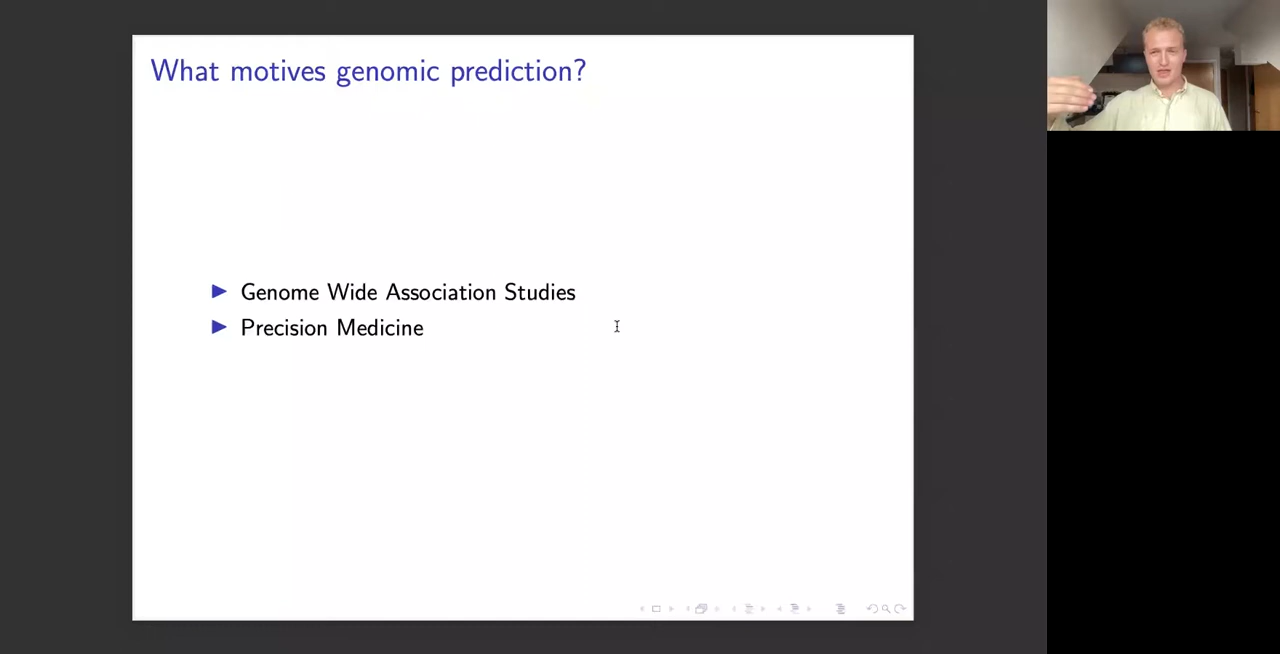 What motives genomic prediction?
Genome Wide Association Studies
Precision Medicine